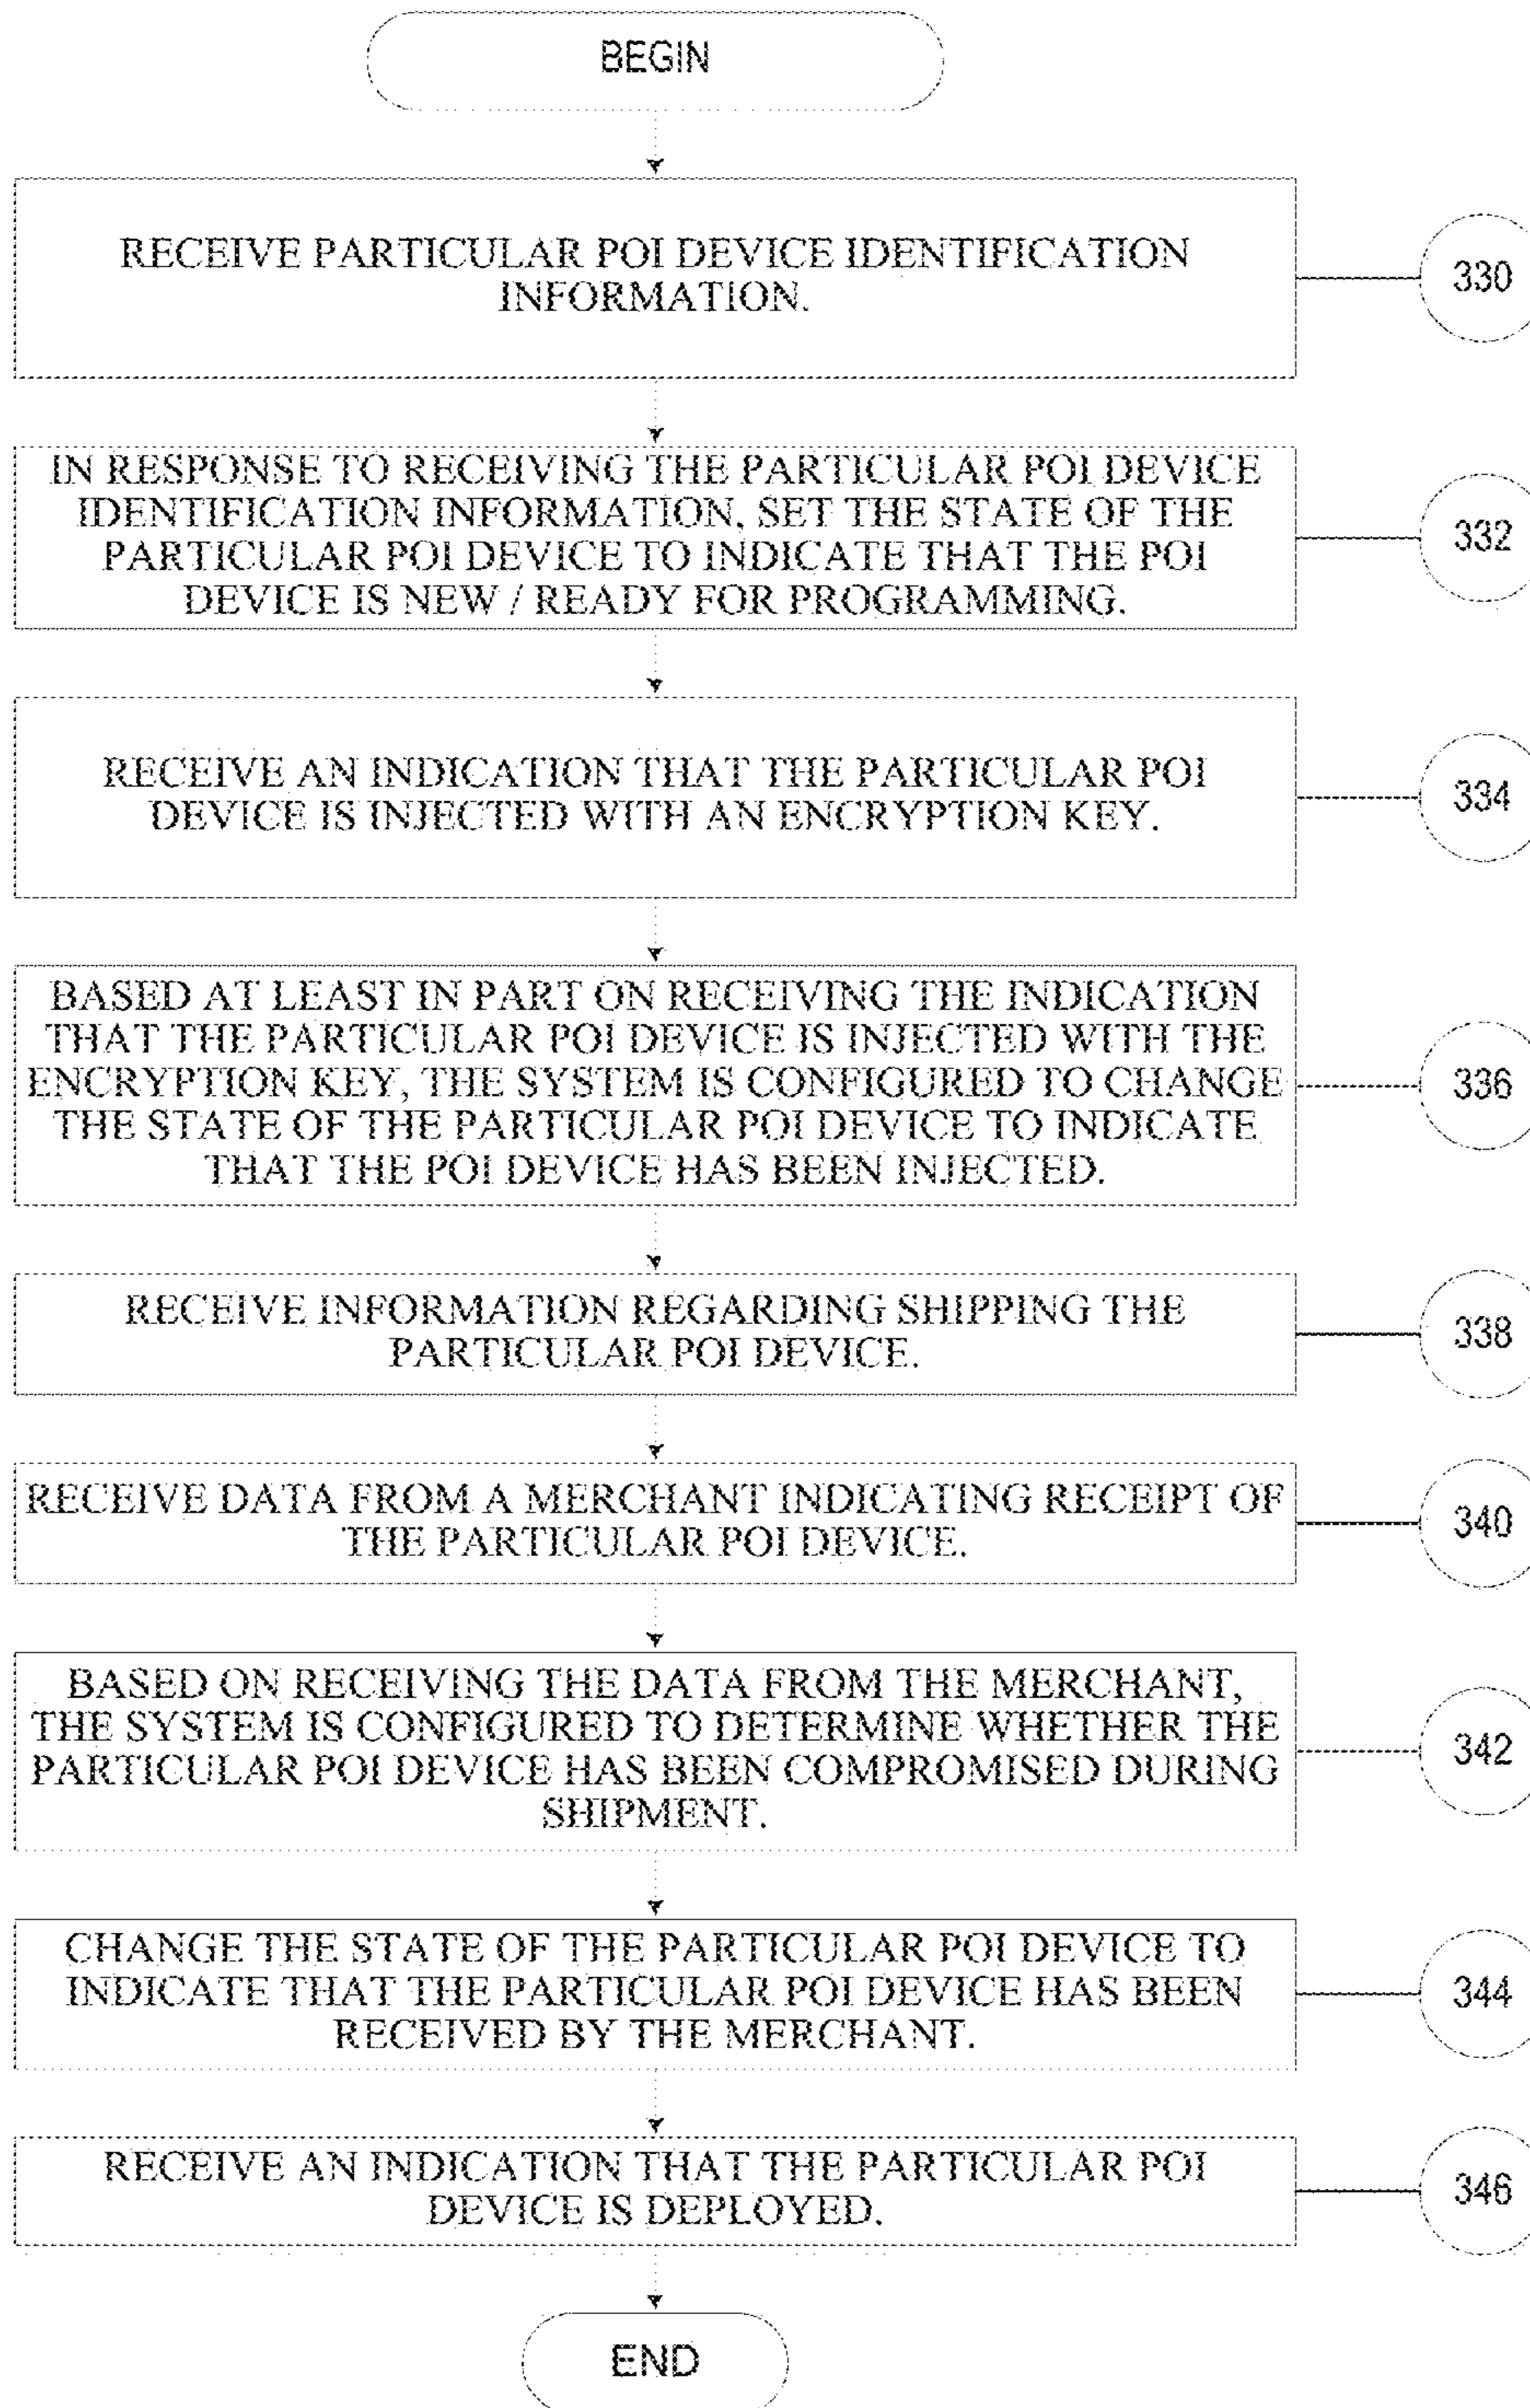 BEGIN
RECEIVE PARTICULAR POI DEVICE IDENTIFICATION
INFORMATION.
330
IN RESPONSE TO RECEIVING THE PARTICULAR POI DEVICE
IDENTIFICATION INFORMATION, SET THE STATE OF THE
PARTICULAR POI DEVICE TO INDICATE THAT THE POI
DEVICE IS NEW / READY FOR PROGRAMMING.
332
RECEIVE AN INDICATION THAT THE PARTICULAR POI
DEVICE IS INJECTED WITH AN ENCRYPTION KEY.
334
BASED AT LEAST IN PART ON RECEIVING THE INDICATION
THAT THE PARTICULAR POI DEVICE IS INJECTED WITH THE
ENCRYPTION KEY, THE SYSTEM IS CONFIGURED TO CHANGE
THE STATE OF THE PARTICULAR POI DEVICE TO INDICATE
THAT THE POI DEVICE HAS BEEN INJECTED.
336
RECEIVE INFORMATION REGARDING SHIPPING THE
PARTICULAR POI DEVICE.
338
RECEIVE DATA FROM A MERCHANT INDICATING RECEIPT OF
THE PARTICULAR POI DEVICE.
340
BASED ON RECEIVING THE DATA FROM THE MERCHANT,
THE SYSTEM IS CONFIGURED TO DETERMINE WHETHER THE
PARTICULAR POI DEVICE HAS BEEN COMPROMISED DURING
SHIPMENT.
342
CHANGE THE STATE OF THE PARTICULAR POI DEVICE TO
INDICATE THAT THE PARTICULAR POI DEVICE HAS BEEN
RECEIVED BY THE MERCHANT.
344
RECEIVE AN INDICATION THAT THE PARTICULAR POI
DEVICE IS DEPLOYED.
346
END